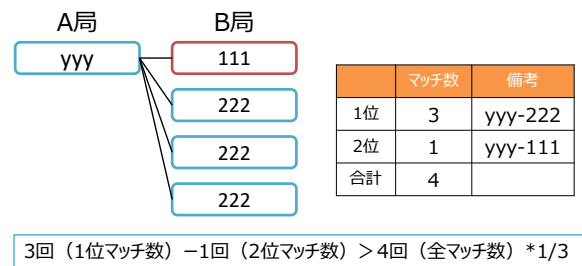 A局 B局
yyy 111
222
222
222
マッチ数 備考
1位 3 yyy-222
2位 1 yyy-111
合計 4
3回（1位マッチ数）－1回（2位マッチ数）＞4回（全マッチ数）*1/3